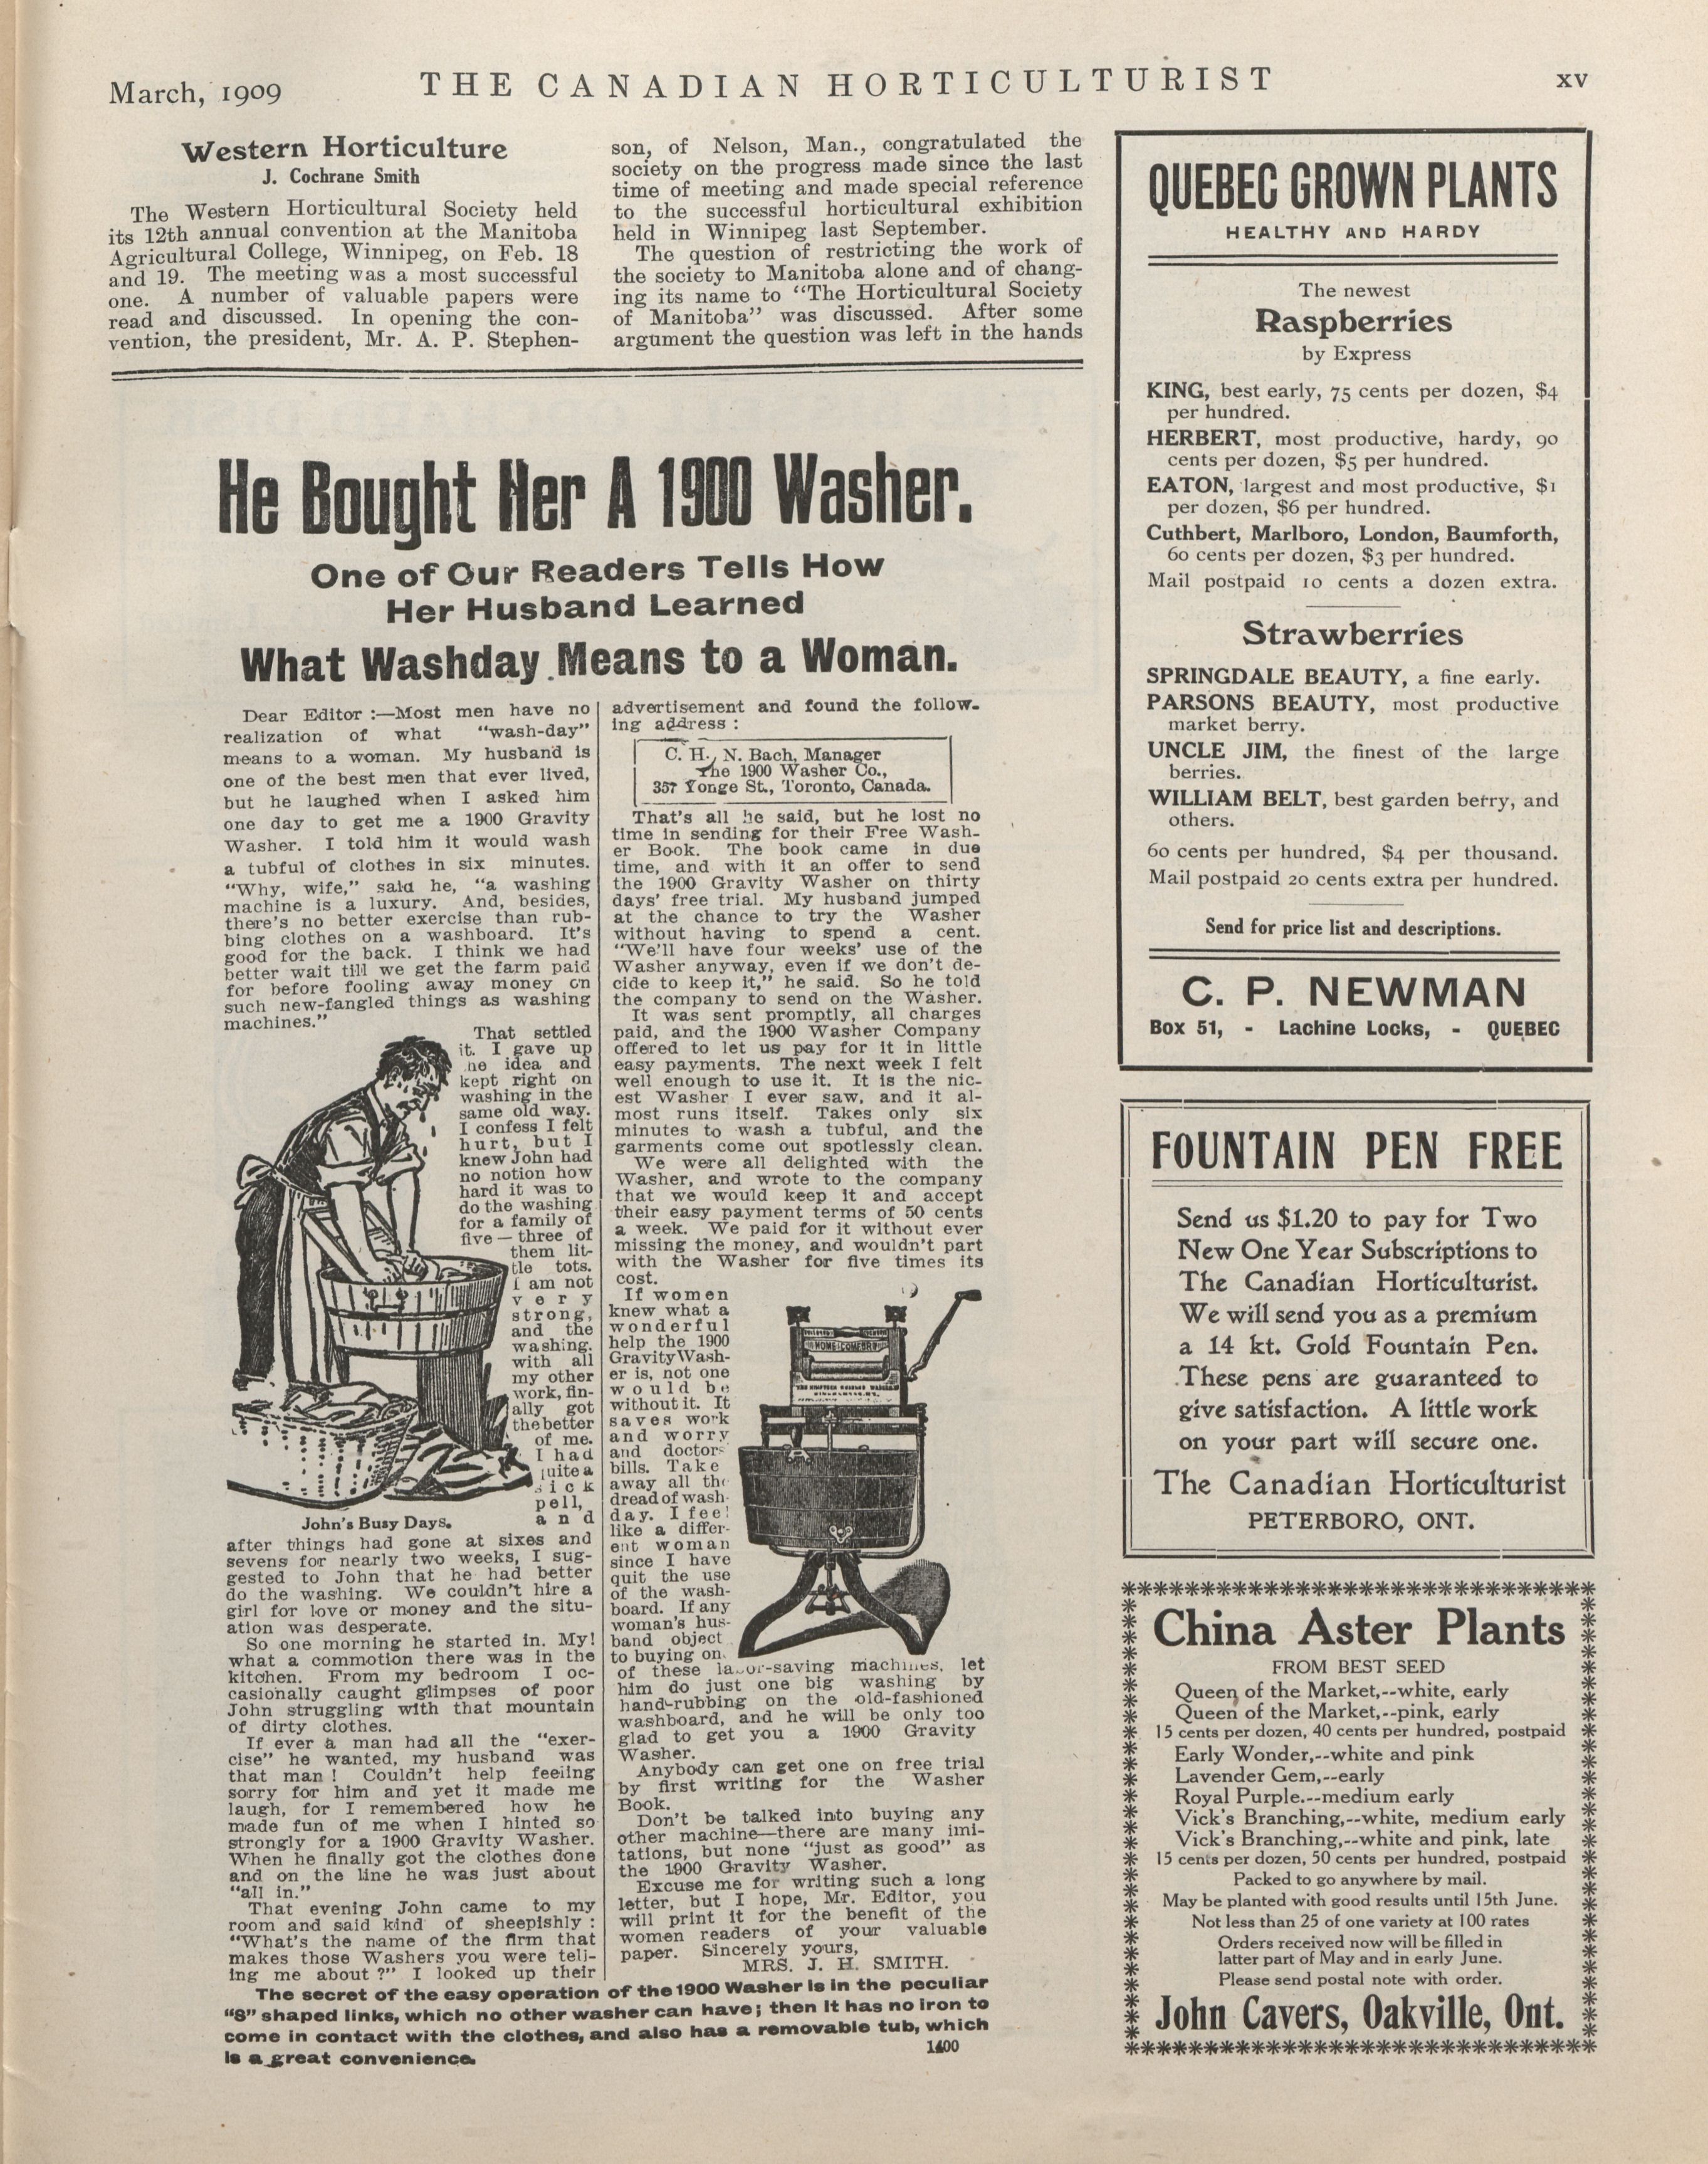 March, 1909
THE CANADIAN HORTICULTURIST
xv
Western Horticulture
J. Cochrane Smith
The Western Horticultural Society held
its 12th annual convention at the Manitoba
Agricultural College, Winnipeg, on Feb. 18
and 19. The meeting was a most successful
one. A number of valuable papers were
read and discussed. In opening the con-
vention, the president, Mr. A. P. Stephen-
son, of Nelson, Man., congratulated the
society on the progress made since the last
time of meeting and made special reference
to the successful horticultural exhibition
held in Winnipeg last September.
The question of restricting the work of
the society to Manitoba alone and of chang-
ing its name to "The Horticultural Society
of Manitoba" was discussed. After some
argument the question was left in the hands
He Bought Her A 1900 Washer.
One of Our Readers Tells How
Her Husband Learned
What Washday Means to a Woman.
Dear Editor :—Most men have no
realization of what "wash-day"
means to a woman. My husband is
one of the best men that ever lived,
but he laughed when I asked him
one day to get me a 1900 Gravity
Washer. I told him it would wash
a tubful of clothes in six minutes.
"Why, wife," said he, "a washing
machine is a luxury. And, besides,
there's no better exercise than rub-
bing clothes on a washboard. It's
good for the back. I think we had
better wait till we get the farm paid
for before fooling away money on
such new-fangled things as washing
machines."
That settled
it. I gave up
he idea and
kept right on
washing in the
same old way.
I confess I felt
hurt, but I
knew John had
no notion how
hard it was to
do the washing
for a family of
five — three of
them lit-
tle tots.
I am not
very
strong,
and the
washing,
with all
my other
work, fin-
ally got
the better
of me.
I had
quite a
sick
pell,
and
John's Busy Days.
after things had gone at sixes and
sevens for nearly two weeks, I sug-
gested to John that he had better
do the washing. We couldn't hire a
girl for love or money and the situ-
ation was desperate.
So one morning he started in. My!
what a commotion there was in the
kitchen. From my bedroom I oc-
casionally caught glimpses of poor
John struggling with that mountain
of dirty clothes.
If ever a man had all the "exer-
cise" he wanted, my husband was
that man! Couldn't help feeling
sorry for him and yet it made me
laugh, for I remembered how he
made fun of me when I hinted so
strongly for a 1900 Gravity Washer.
When he finally got the clothes done
and on the line he was just about
"all in."
That evening John came to my
room and said kind of sheepishly :
"What's the name of the firm that
makes those Washers you were tell-
ing me about?" I looked up their
advertisement and found the follow-
ing address :
C. H. N. Bach, Manager
The 1900 Washer Co.,
357 Yonge St., Toronto, Canada.
That's all he said, but he lost no
time in sending for their Free Wash-
er Book. The book came in due
time, and with it an offer to send
the 1900 Gravity Washer on thirty
days' free trial. My husband jumped
at the chance to try the Washer
without having to spend a cent.
"We'll have four weeks' use of the
Washer anyway, even if we don't de-
cide to keep it," he said. So he told
the company to send on the Washer.
It was sent promptly, all charges
paid, and the 1900 Washer Company
offered to let us pay for it in little
easy payments. The next week I felt
well enough to use it. It is the nic-
est Washer I ever saw, and it al-
most runs itself. Takes only six
minutes to wash a tubful, and the
garments come out spotlessly clean.
We were all delighted with the
Washer, and wrote to the company
that we would keep it and accept
their easy payment terms of 50 cents
a week. We paid for it without ever
missing the money, and wouldn't part
with the Washer for five times its
cost.
If women
knew what a
wonderful
help the 1900
Gravity Wash-
er is, not one
would be
without it. It
saves work
and worry
and doctors
bills. Take
away all the
dread of wash-
day. I feel
like a differ-
ent woman
since I have
quit the use
of the wash-
board. If any
woman's hus-
band object
to buying on
of these labor-saving machines, let
him do just one big washing by
hand-rubbing on the old-fashioned
washboard, and he will be only too
glad to get you a 1900 Gravity
Washer.
Anybody can get one on free trial
by first writing for the Washer
Book.
Don't be talked into buying any
other machine—there are many imi-
tations, but none "just as good" as
the 1900 Gravity Washer.
Excuse me for writing such a long
letter, but I hope, Mr. Editor, you
will print it for the benefit of the
women readers of your valuable
paper. Sincerely yours,
MRS. J. H. SMITH.
The secret of the easy operation of the 1900 Washer is in the peculiar
"S" shaped links, which no other washer can have; then it has no iron to
come in contact with the clothes, and also has a removable tub, which
is a great convenience.
1400
QUEBEC GROWN PLANTS
HEALTHY AND HARDY
The newest
Raspberries
by Express
KING, best early, 75 cents per dozen, $4
per hundred.
HERBERT, most productive, hardy, 90
cents per dozen, $5 per hundred.
EATON, largest and most productive, $1
per dozen, $6 per hundred.
Cuthbert, Marlboro, London, Baumforth,
60 cents per dozen, $3 per hundred.
Mail postpaid 10 cents a dozen extra.
Strawberries
SPRINGDALE BEAUTY, a fine early.
PARSONS BEAUTY, most productive
market berry.
UNCLE JIM, the finest of the large
berries.
WILLIAM BELT, best garden berry, and
others.
60 cents per hundred, $4 per thousand.
Mail postpaid 20 cents extra per hundred.
Send for price list and descriptions.
C. P. NEWMAN
Box 51, - Lachine Locks, - QUEBEC
FOUNTAIN PEN FREE
Send us $1.20 to pay for Two
New One Year Subscriptions to
The Canadian Horticulturist.
We will send you as a premium
a 14 kt. Gold Fountain Pen.
These pens are guaranteed to
give satisfaction. A little work
on your part will secure one.
The Canadian Horticulturist
PETERBORO, ONT.
China Aster Plants
FROM BEST SEED
Queen of the Market,--white, early
Queen of the Market,--pink, early
15 cents per dozen, 40 cents per hundred, postpaid
Early Wonder,--white and pink
Lavender Gem,--early
Royal Purple.--medium early
Vick's Branching,--white, medium early
Vick's Branching,--white and pink, late
15 cents per dozen, 50 cents per hundred, postpaid
Packed to go anywhere by mail.
May be planted with good results until 15th June.
Not less than 25 of one variety at 100 rates
Orders received now will be filled in
latter part of May and in early June.
Please send postal note with order.
John Cavers, Oakville, Ont.